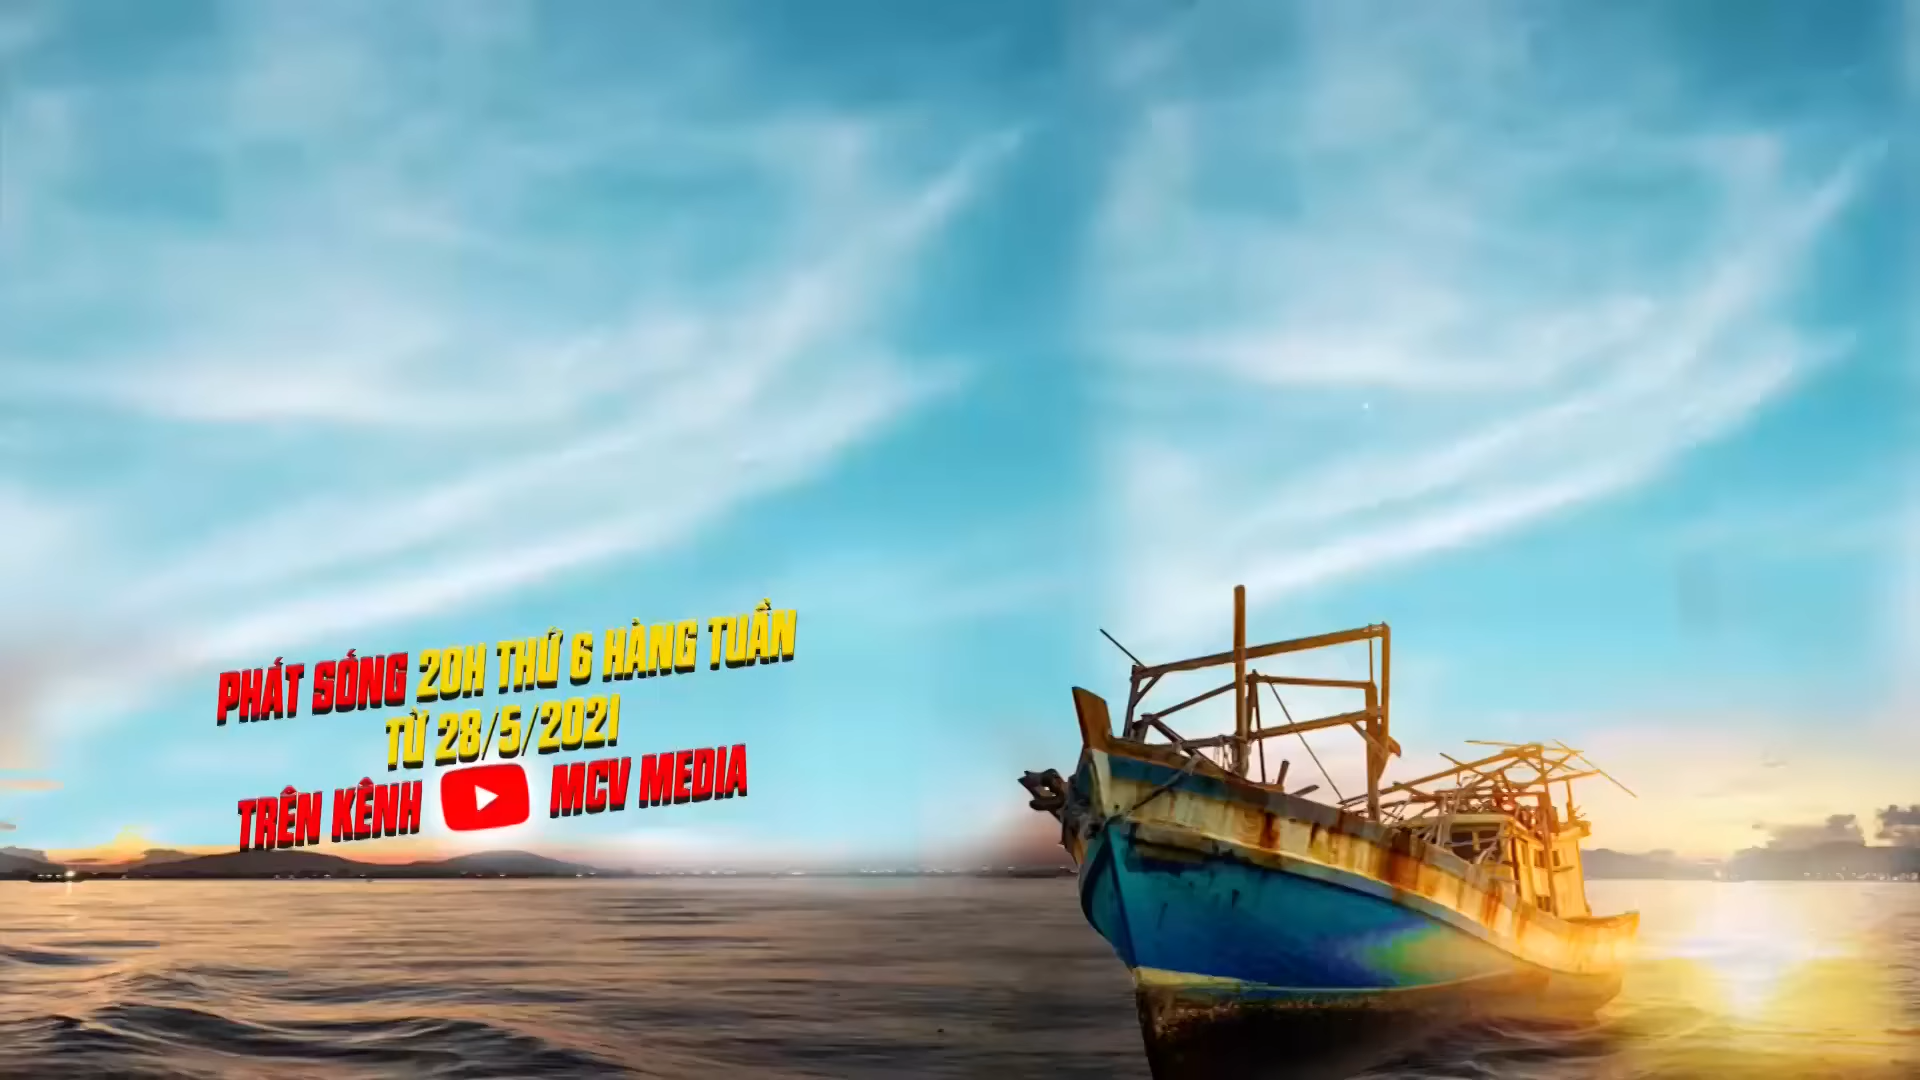 PHÁT SÓNG 20H THỨ 6 HÀNG TUẦN
TỪ 28/5/2021
TRÊN KÊNH MCV MEDIA